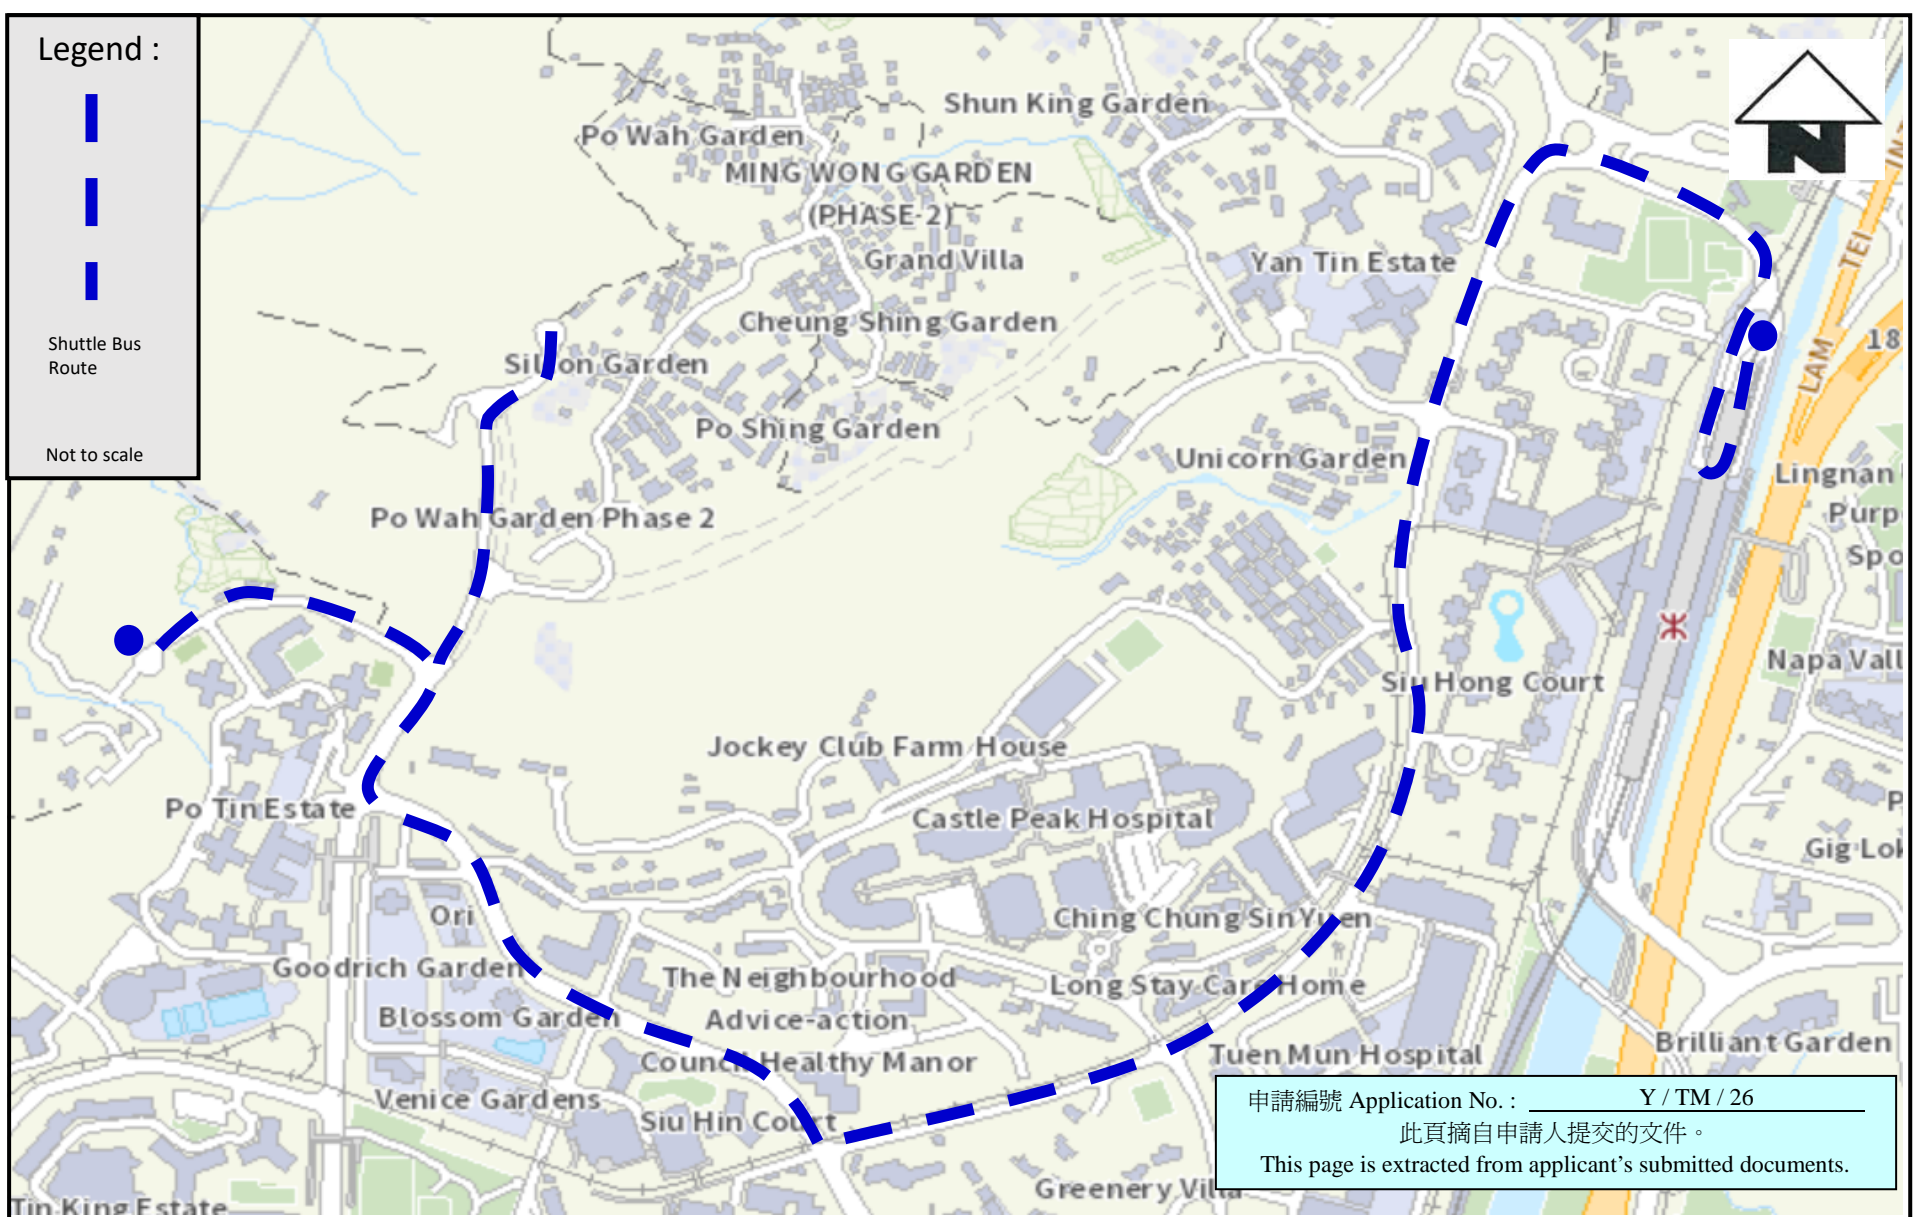 Legend :
Shuttle Bus
Route
Not to scale
N
Shun King Garden
Po Wah Garden
MING WONG GARDEN
(PHASE-2)
Grand Villa
Yan Tin Estate
LAM TEI
Cheung Shing Garden
18
Garden
Po Shing Garden
Unicorn Garden
Lingnan
Po Wah Garden Phase 2
Siu Hong Court
Jockey Club Farm House
Po Tin Estate
Castle Peak Hospital
Ori
Ching Chung Sin Yuen
Goodrich Garden
The Neighbourhood
Advice-action
Council Healthy Manor
Long Stay Care Home
Blossom Garden
Tuen Mun Hospital
Brilliant Garden
Venice Gardens
Siu Hin Court
Tin King Estate
申請編號 Application No. : Y / TM / 26
此頁摘自申請人提交的文件。
This page is extracted from applicant's submitted documents.